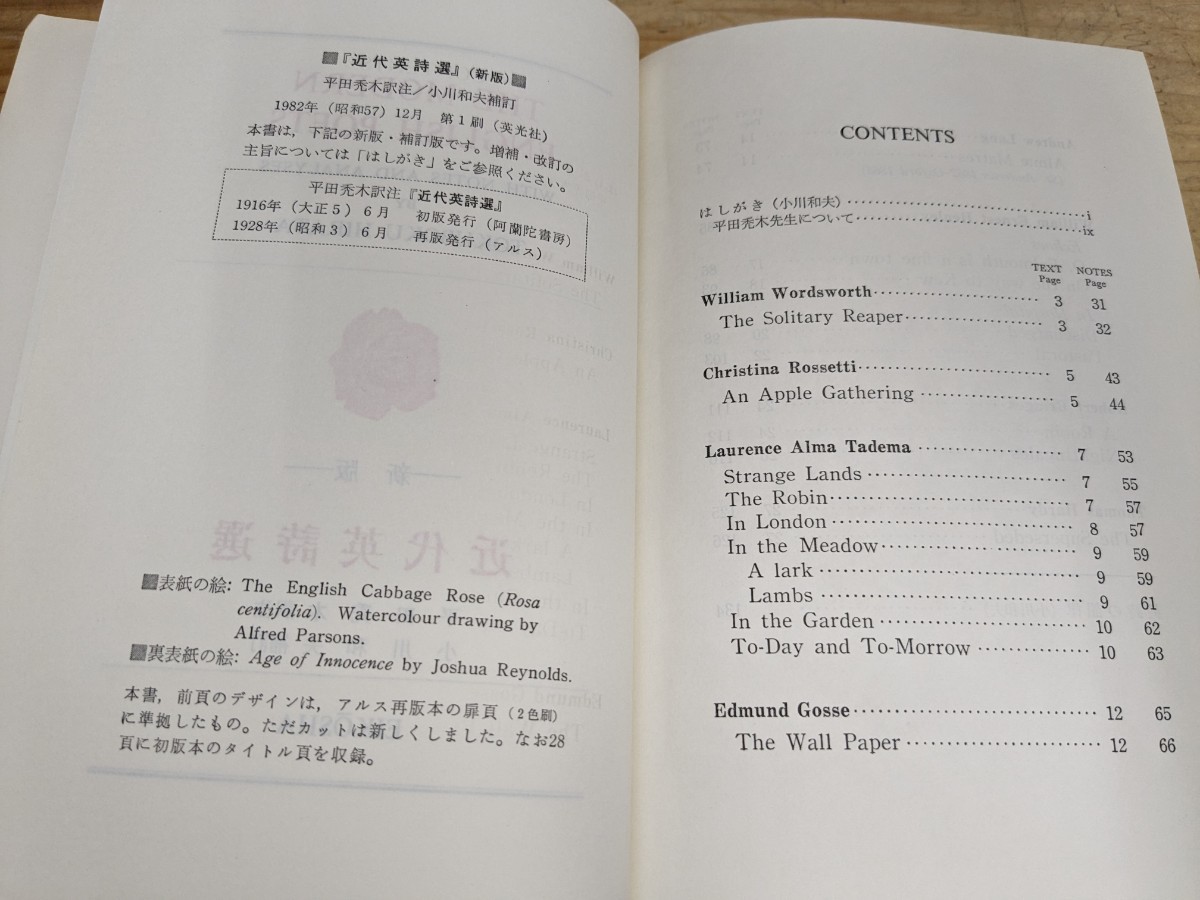 ■『近代英詩選』(新版)■
平田禿木訳注／小川和夫補訂
1982年（昭和57）12月　第1刷（英光社）
本書は，下記の新版・補訂版です。増補・改訂の
主旨については「はしがき」をご参照ください。
平田禿木訳注『近代英詩選』
1916年（大正5）6月　初版発行（阿蘭陀書房）
1928年（昭和3）6月　再版発行（アルス）
新版
近代英詩選
■表紙の絵: The English Cabbage Rose (Rosa
centifolia). Watercolour drawing by
Alfred Parsons.
■裏表紙の絵: Age of Innocence by Joshua Reynolds.
本書，前頁のデザインは，アルス再版本の扉頁（2色刷）
に準拠したもの。ただカットは新しくしました。なお28
頁に初版本のタイトル頁を収録。
CONTENTS
はしがき（小川和夫）……i
平田禿木先生について……ix
TEXT Page NOTES Page
William Wordsworth…… 3 31
The Solitary Reaper…… 3 32
Christina Rossetti…… 5 43
An Apple Gathering…… 5 44
Laurence Alma Tadema…… 7 53
Strange Lands…… 7 55
The Robin…… 7 57
In London…… 8 57
In the Meadow…… 9 59
A lark…… 9 59
Lambs…… 9 61
In the Garden…… 10 62
To-Day and To-Morrow…… 10 63
Edmund Gosse…… 12 65
The Wall Paper…… 12 66